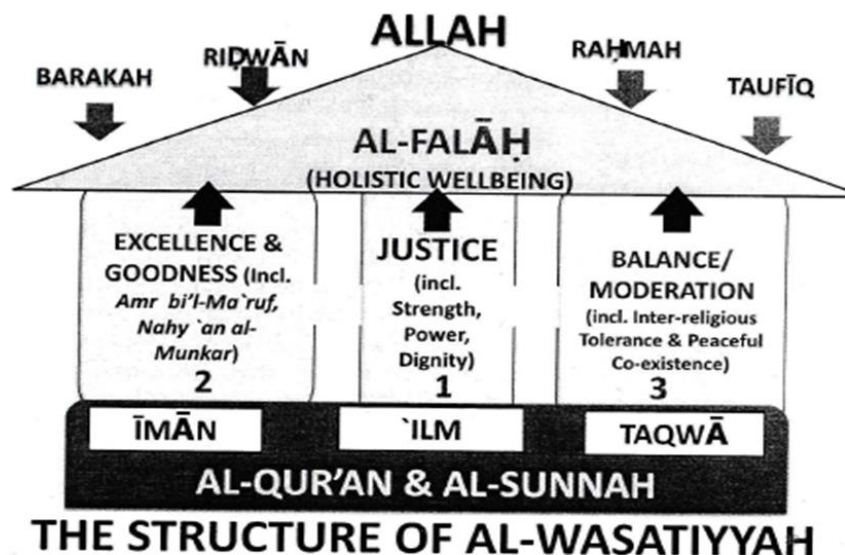 ALLAH
BARAKAH
RIḌWĀN
RAḤMAH
TAUFĪQ
AL-FALĀḤ
(HOLISTIC WELLBEING)
EXCELLENCE &
GOODNESS (Incl.
Amr bi'l-Ma`ruf,
Nahy `an al-
Munkar)
2
JUSTICE
(incl.
Strength,
Power,
Dignity)
1
BALANCE/
MODERATION
(incl. Inter-religious
Tolerance & Peaceful
Co-existence)
3
ĪMĀN
`ILM
TAQWĀ
AL-QUR'AN & AL-SUNNAH
THE STRUCTURE OF AL-WASATIYYAH